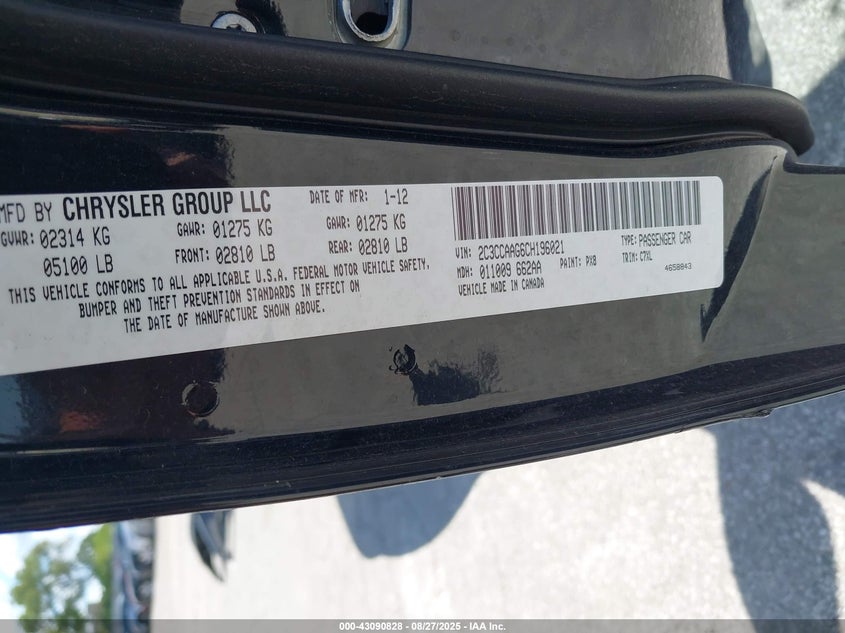 MFD BY CHRYSLER GROUP LLC DATE OF MFR: 1-12
GVWR: 02314 KG GAWR: 01275 KG GAWR: 01275 KG
05100 LB FRONT: 02810 LB REAR: 02810 LB
THIS VEHICLE CONFORMS TO ALL APPLICABLE U.S.A. FEDERAL MOTOR VEHICLE SAFETY,
BUMPER AND THEFT PREVENTION STANDARDS IN EFFECT ON
THE DATE OF MANUFACTURE SHOWN ABOVE.
VIN: 2C3CCAAG6CH196021 TYPE: PASSENGER CAR
MDH: 011009 662AA PAINT: PX8 TRIM: C7XL
VEHICLE MADE IN CANADA 4658843
000-43090828 | 08/27/2025 - IAA Inc.